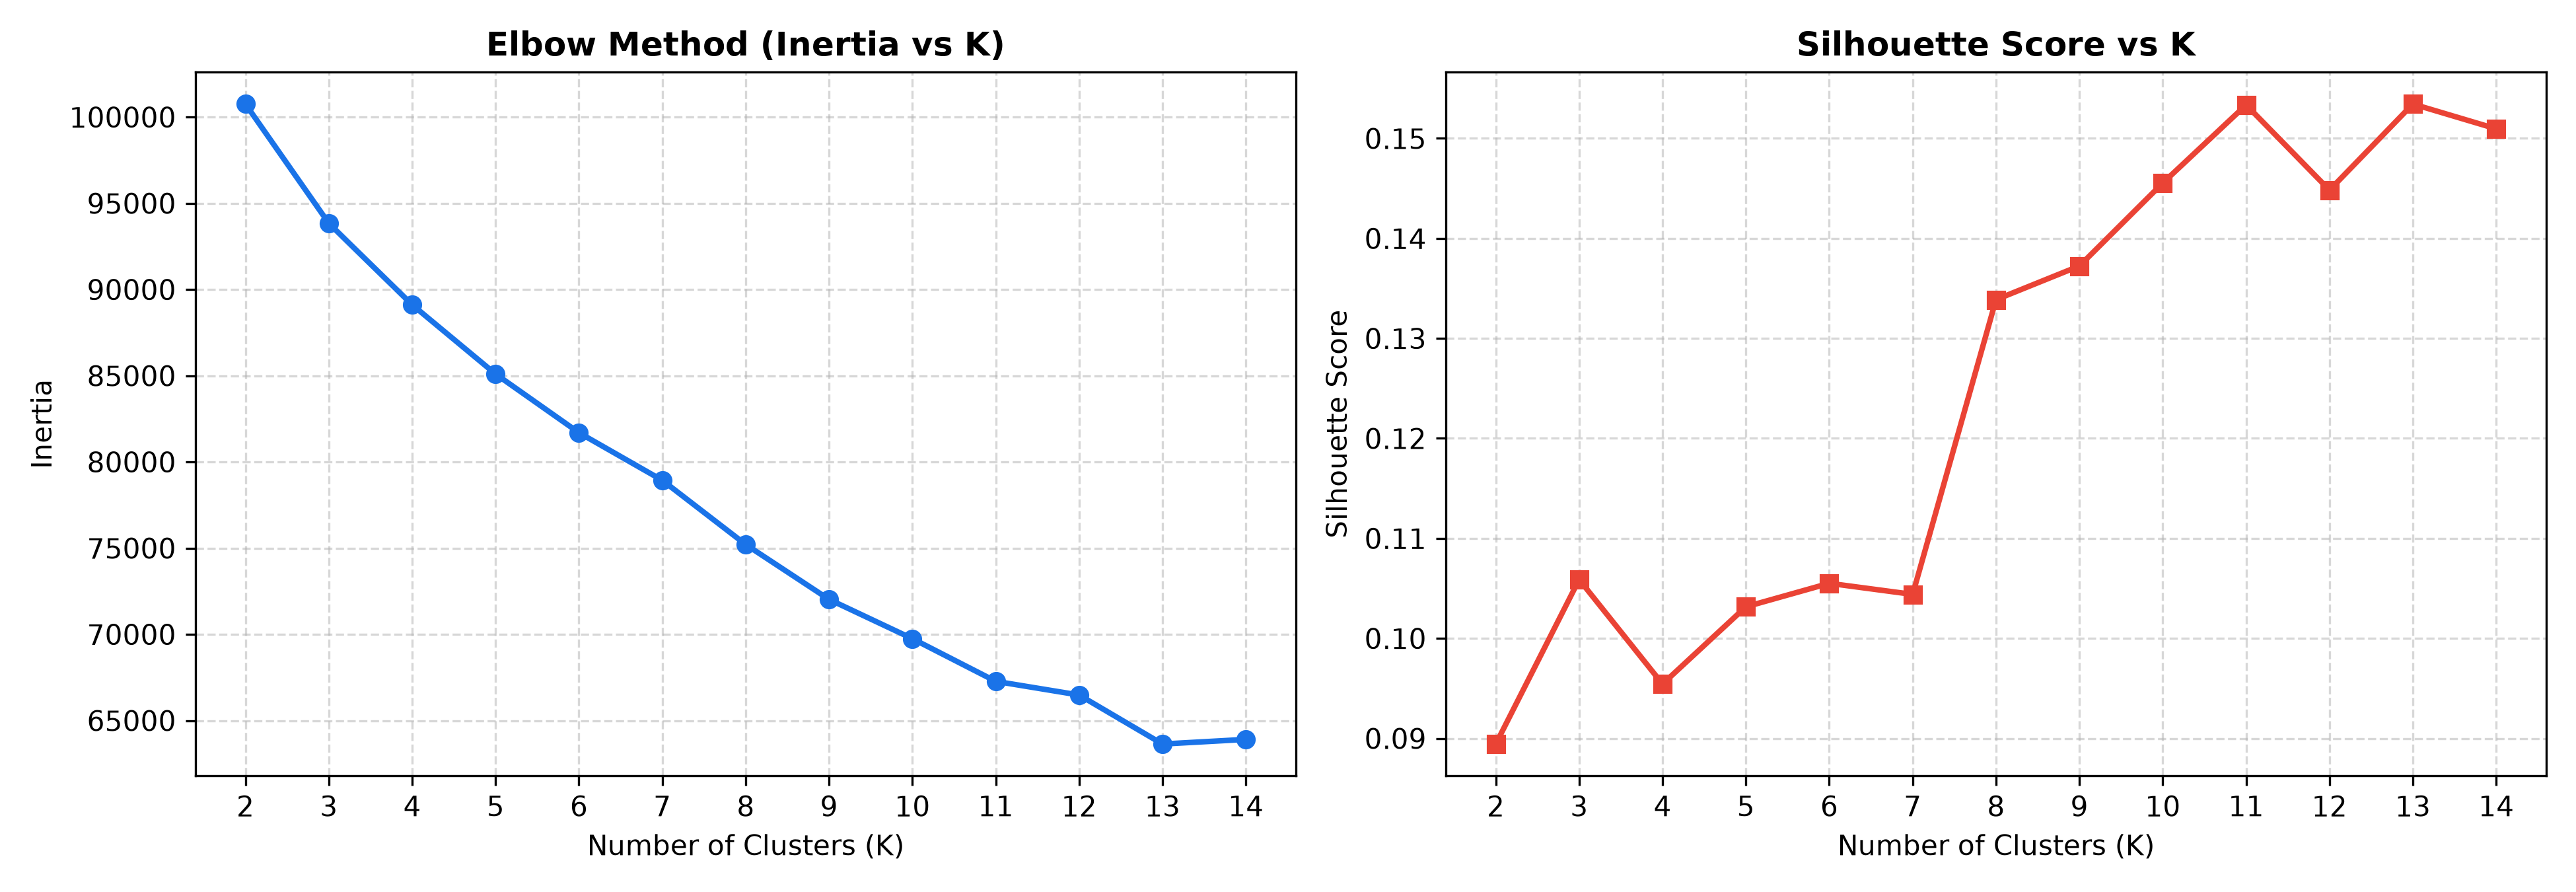 Elbow Method (Inertia vs K)
100000
95000
90000
85000
80000
75000
70000
65000
Inertia
2 3 4 5 6 7 8 9 10 11 12 13 14
Number of Clusters (K)
Silhouette Score vs K
0.15
0.14
0.13
0.12
0.11
0.10
0.09
Silhouette Score
2 3 4 5 6 7 8 9 10 11 12 13 14
Number of Clusters (K)